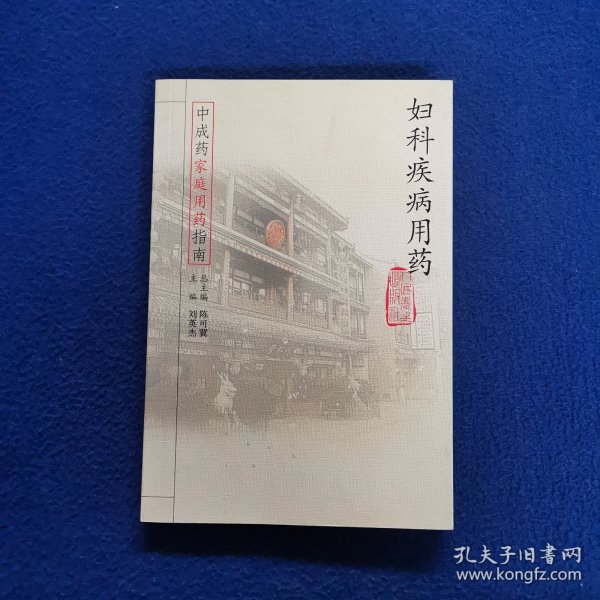 妇科疾病用药
中成药家庭用药指南
总主编 陈可冀
主编 刘英杰
孔夫子旧书网
www.kongfz.com